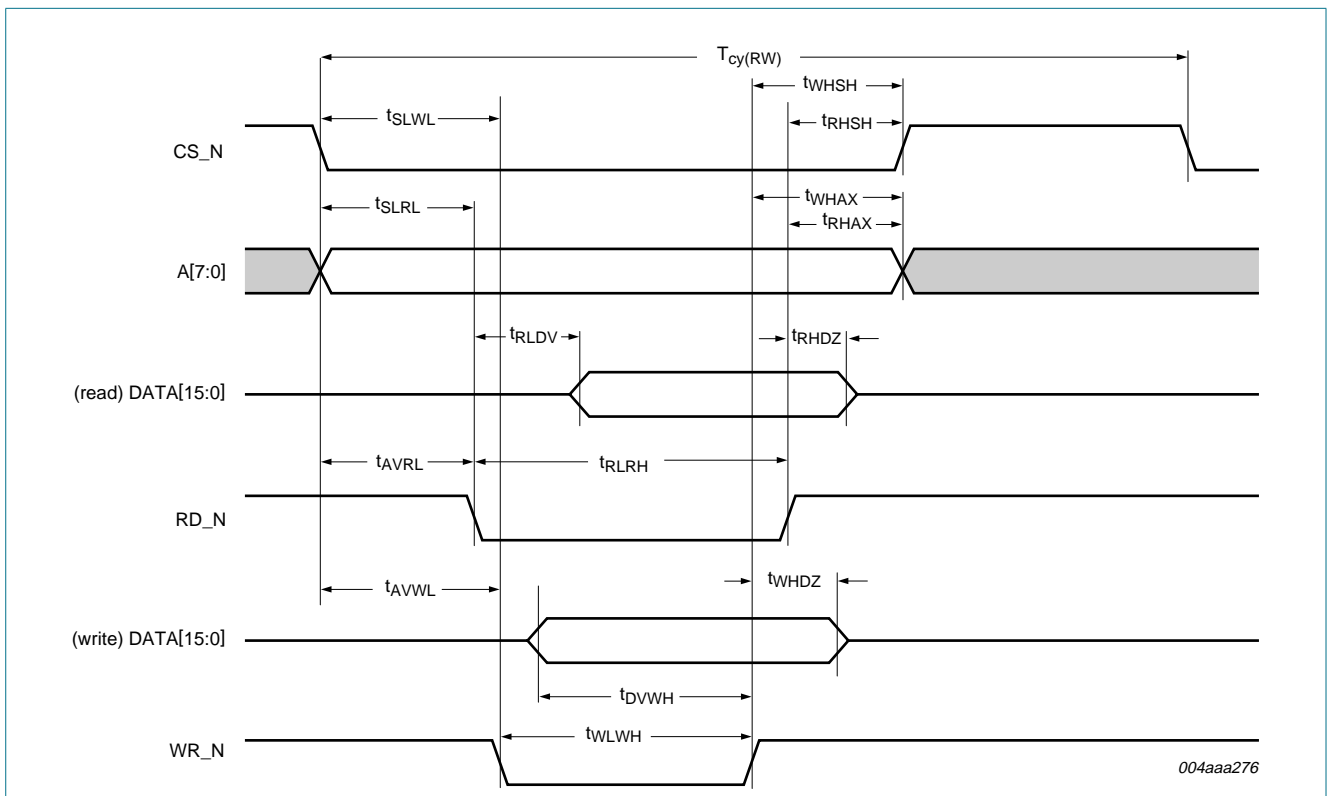 Tcy(RW)
tWHSH
tSLWL
tRHSH
CS_N
tWHAX
tSLRL
tRHAX
A[7:0]
tRLDV
tRHDZ
(read) DATA[15:0]
tAVRL
tRLRH
RD_N
tWHDZ
tAVWL
(write) DATA[15:0]
tDVWH
tWLWH
WR_N
004aaa276